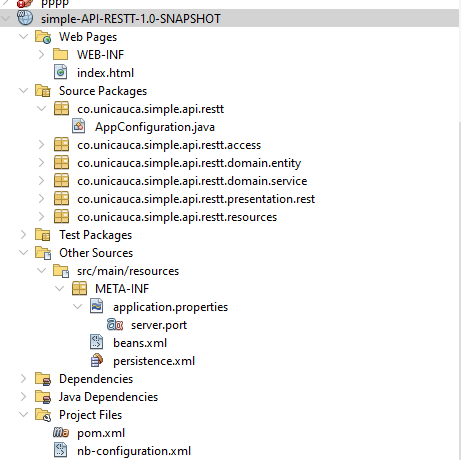 pppp
simple-API-RESTT-1.0-SNAPSHOT
Web Pages
WEB-INF
index.html
Source Packages
co.unicauca.simple.api.restt
AppConfiguration.java
co.unicauca.simple.api.restt.access
co.unicauca.simple.api.restt.domain.entity
co.unicauca.simple.api.restt.domain.service
co.unicauca.simple.api.restt.presentation.rest
co.unicauca.simple.api.restt.resources
Test Packages
Other Sources
src/main/resources
META-INF
application.properties
server.port
beans.xml
persistence.xml
Dependencies
Java Dependencies
Project Files
pom.xml
nb-configuration.xml